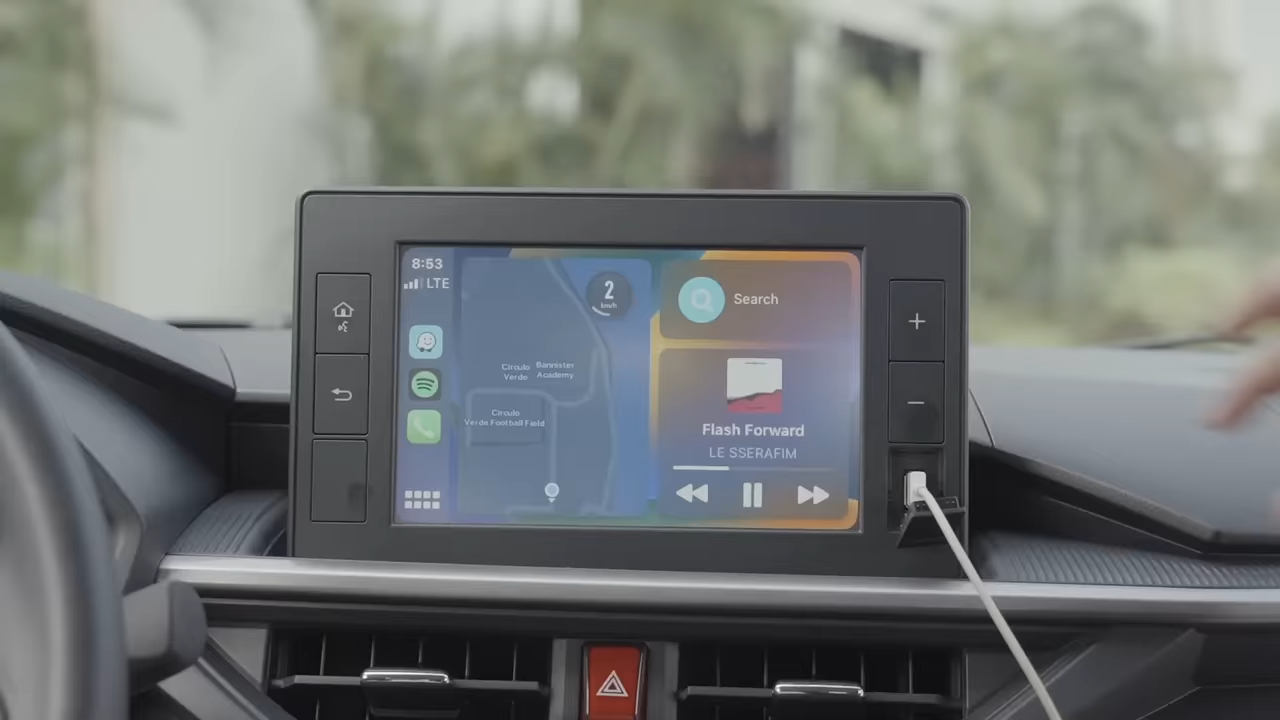 8:53
LTE
2
km/h
Circulo
Verde
Bannister
Academy
Circulo
Verde Football Field
Search
Flash Forward
LE SSERAFIM
+
−